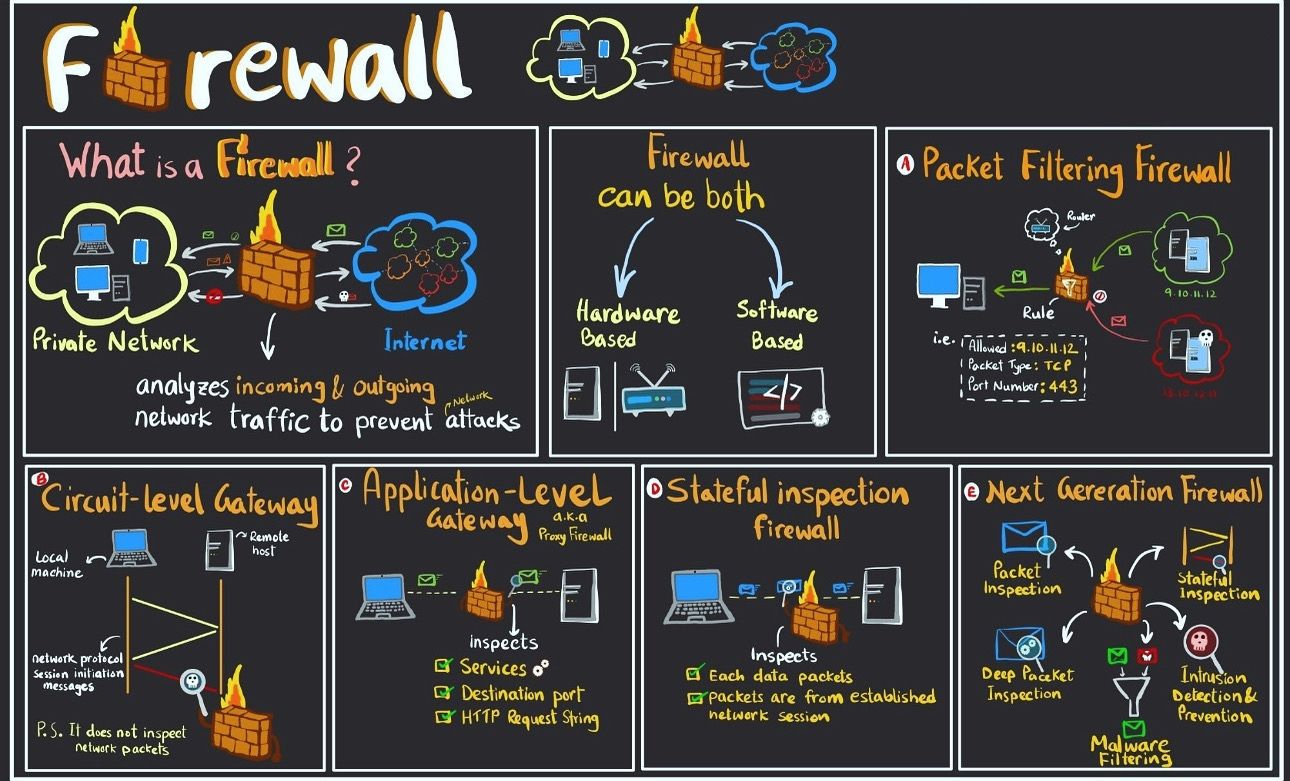 Firewall
What is a Firewall?
Private Network
Internet
analyzes incoming & outgoing
Network
network traffic to prevent attacks
Firewall
can be both
Hardware
Based
Software
Based
</>
A Packet Filtering Firewall
Router
9.10.11.12
Rule
i.e.
Allowed : 9.10.11.12
Packet Type : TCP
Port Number : 443
B
Circuit-level Gateway
Local
machine
Remote
host
network protocol
session initiation
messages
P.S. It does not inspect
network packets
C Application-Level
Gateway
a.k.a
Proxy Firewall
inspects
Services
Destination port
HTTP Request String
D Stateful inspection
firewall
Inspects
Each data packets
Packets are from established
network session
E Next Gereration Firewall
Packet
Inspection
Stateful
Inspection
Deep Packet
Inspection
Intrusion
Detection &
Prevention
Malware
Filtering